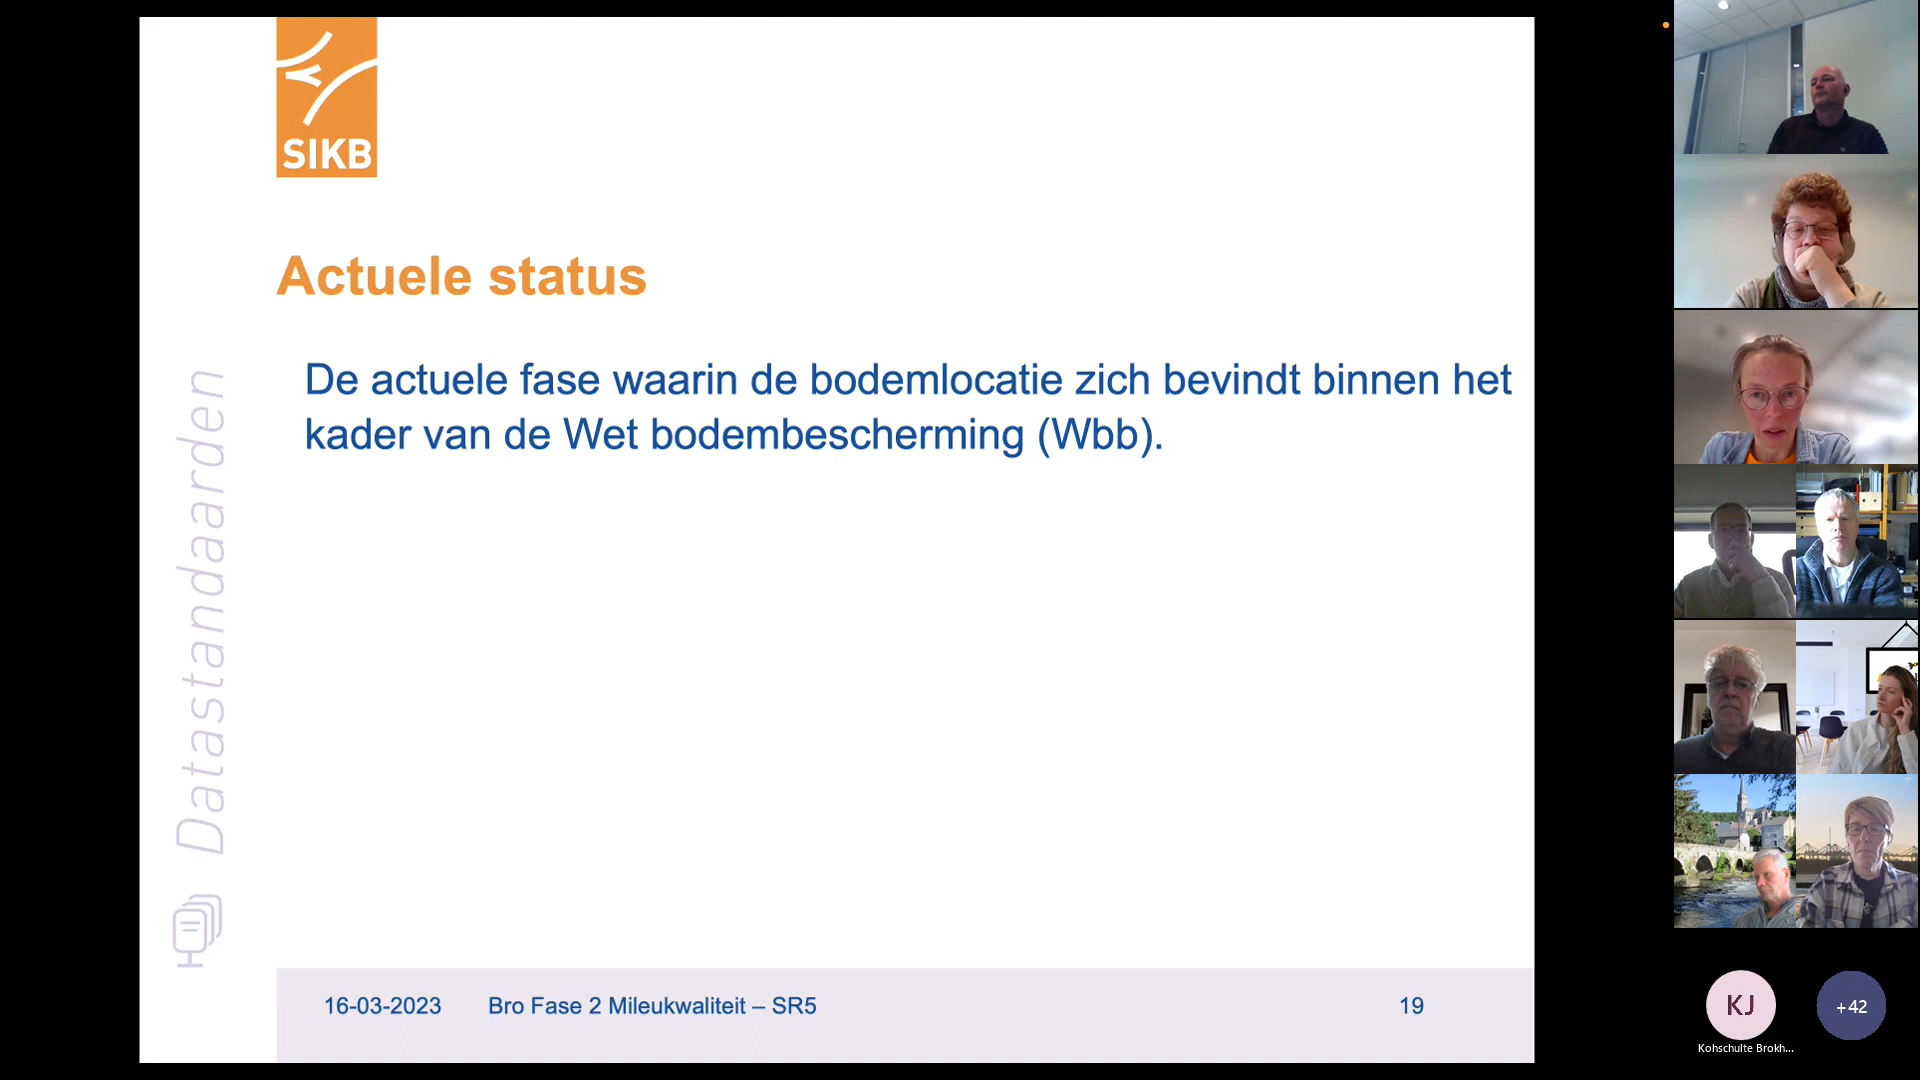 SIKB
Actuele status
De actuele fase waarin de bodemlocatie zich bevindt binnen het
kader van de Wet bodembescherming (Wbb).
Datastandaarden
16-03-2023
Bro Fase 2 Mileukwaliteit – SR5
19
KJ
+42
Kohschulte Brokh...